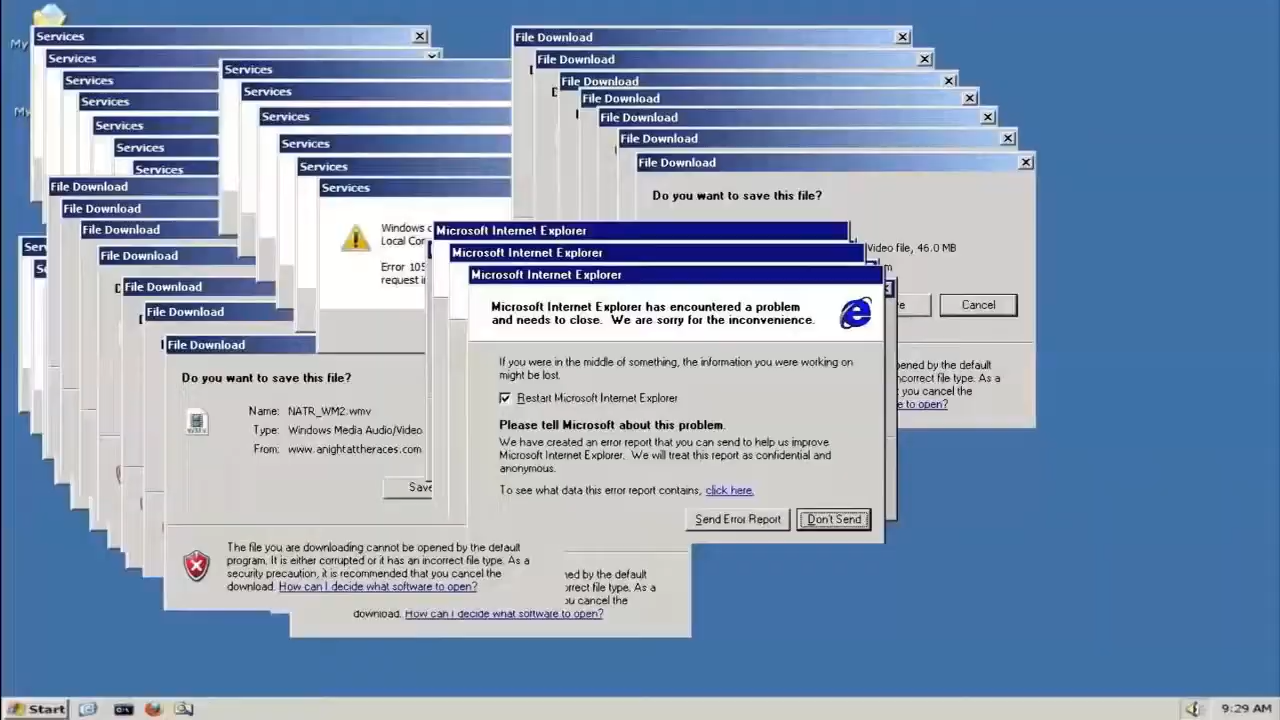 My
Services
Services
Services
Services
Services
Services
Services
My
Services
Services
Services
Services
Services
Services
Windows
Local
Error 105
File Download
File Download
File Download
File Download
File Download
File Download
File Download
Do you want to save this file?
Video file, 46.0 MB
Cancel
opened by the default
incorrect file type. As a
you cancel the
to open?
File Download
File Download
File Download
File Download
File Download
File Download
File Download
Do you want to save this file?
Name: NATR_WM2.wmv
Type: Windows Media Audio/Video
From: www.anightattheraces.com
Save
The file you are downloading cannot be opened by the default
program. It is either corrupted or it has an incorrect file type. As a
security precaution, it is recommended that you cancel the
download. How can I decide what software to open?
by the default
file type. As a
cancel the
download. How can I decide what software to open?
Microsoft Internet Explorer
Microsoft Internet Explorer
Microsoft Internet Explorer
Microsoft Internet Explorer has encountered a problem
and needs to close. We are sorry for the inconvenience.
If you were in the middle of something, the information you were working on
might be lost.
Restart Microsoft Internet Explorer
Please tell Microsoft about this problem.
We have created an error report that you can send to help us improve
Microsoft Internet Explorer. We will treat this report as confidential and
anonymous.
To see what data this error report contains, click here.
Send Error Report
Don't Send
Start
9:29 AM